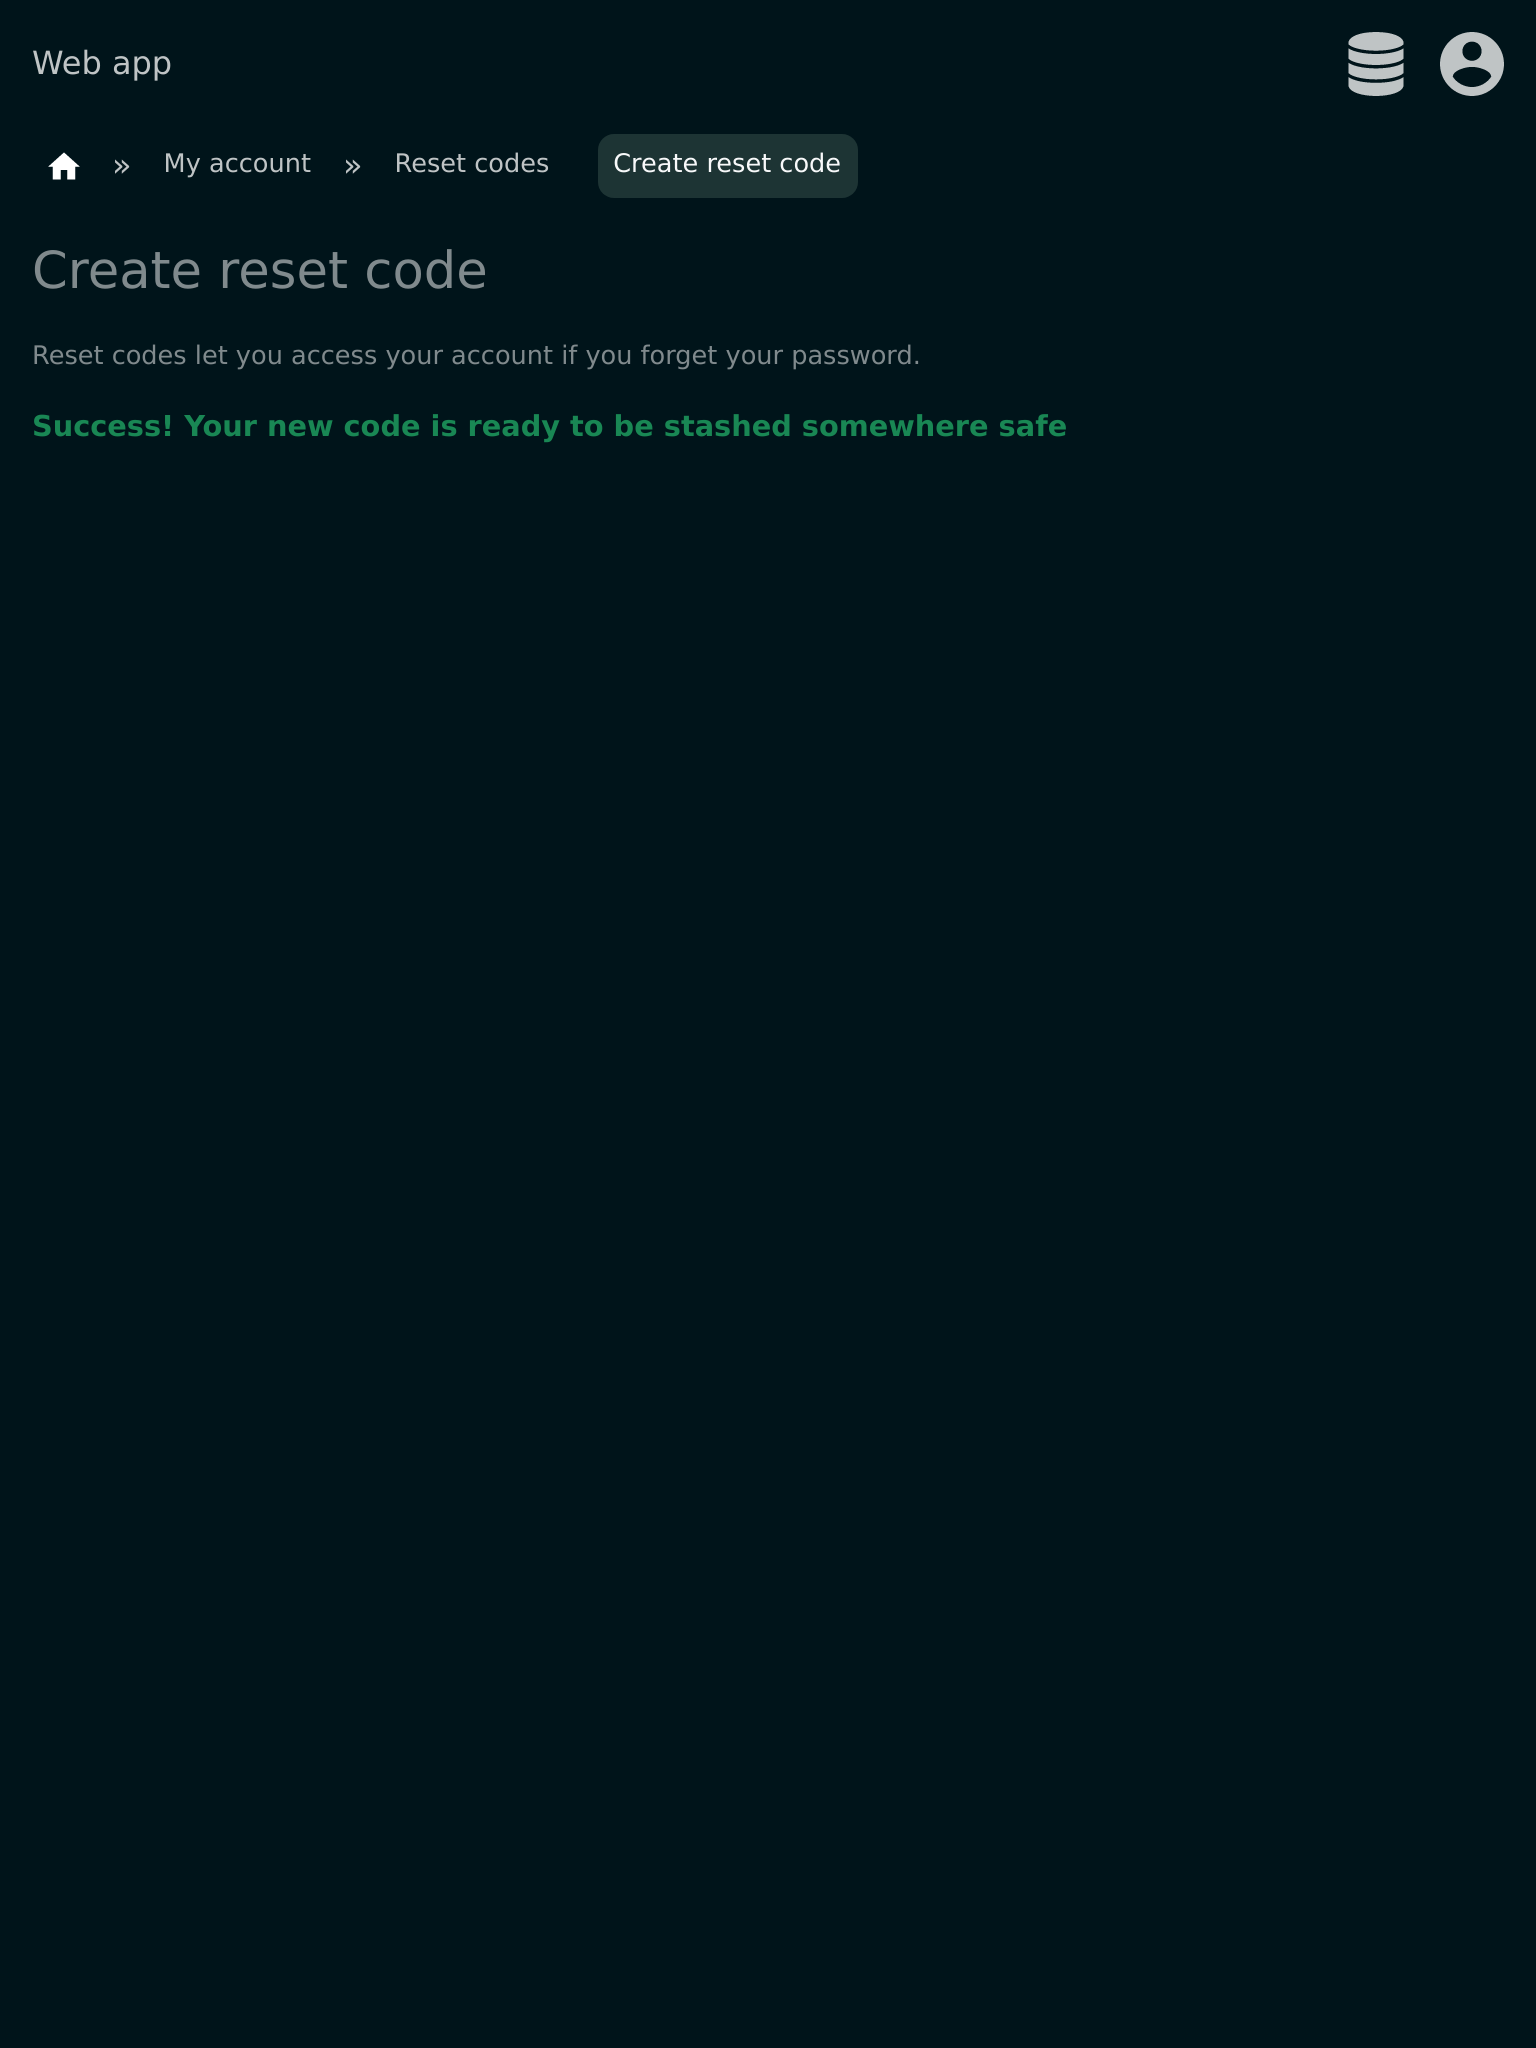 Web app
» My account » Reset codes Create reset code
Create reset code
Reset codes let you access your account if you forget your password.
Success! Your new code is ready to be stashed somewhere safe